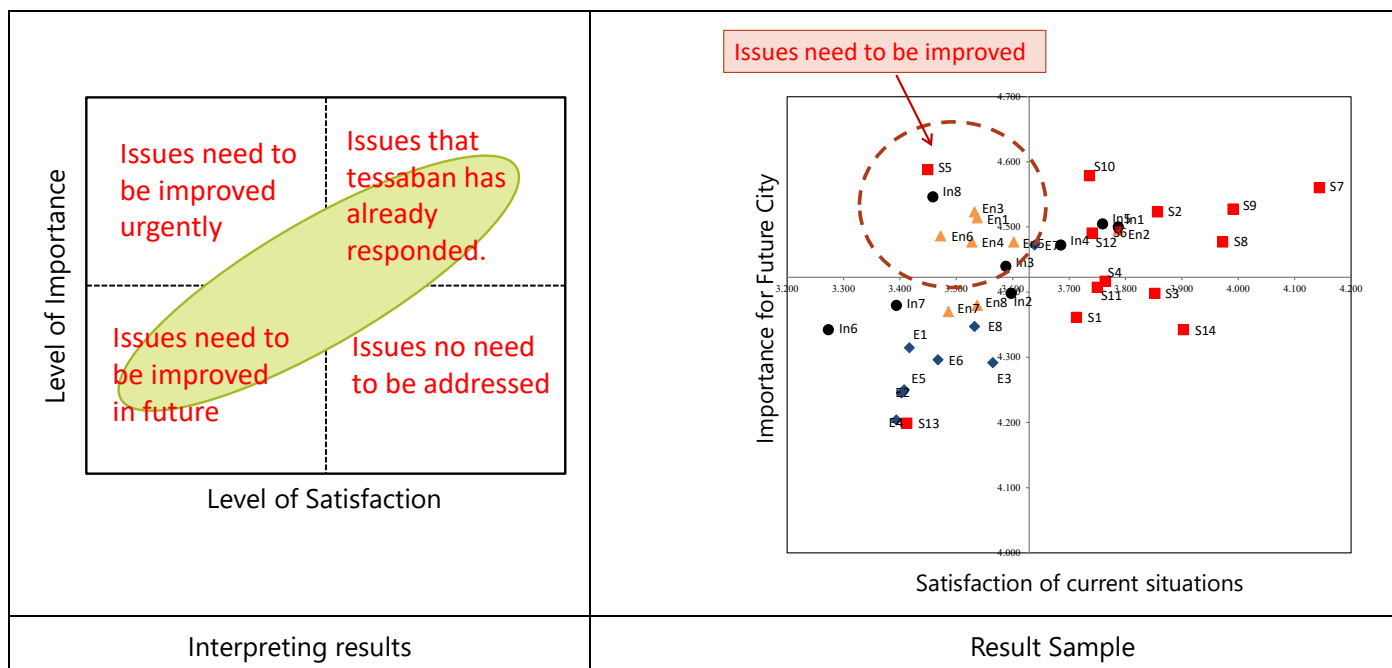 Issues need to
be improved
urgently
Issues that
tessaban has
already
responded.
Issues need to
be improved
in future
Issues no need
to be addressed
Level of Importance
Level of Satisfaction
Issues need to be improved
4.700
4.600
4.500
4.300
4.200
4.100
4.000
3.200
3.300
3.400
3.500
3.600
3.700
3.800
3.900
4.000
4.100
4.200
S5
In8
En3
En1
En6
En4
E7
In3
In4
S10
S7
S2
S9
In5
In1
S6
En2
S12
S8
S4
S11
S3
S1
S14
In7
In2
En8
En7
In6
E8
E1
E6
E3
E5
E2
E4
S13
Importance for Future City
Satisfaction of current situations
Interpreting results
Result Sample